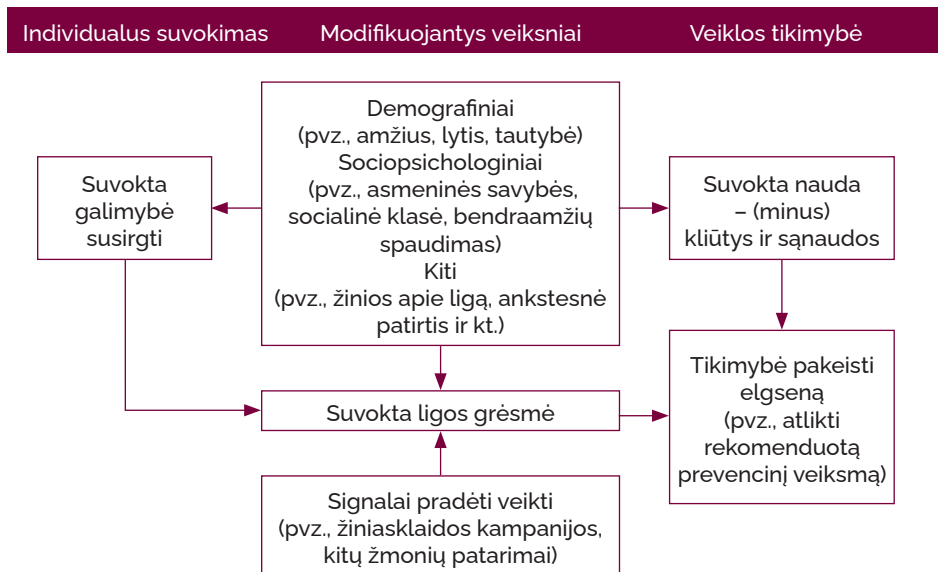 Individualus suvokimas
Modifikuojantys veiksniai
Veiklos tikimybė
Demografiniai
(pvz., amžius, lytis, tautybė)
Sociopsichologiniai
(pvz., asmeninės savybės,
socialinė klasė, bendraamžių
spaudimas)
Kiti
(pvz., žinios apie ligą, ankstesnė
patirtis ir kt.)
Suvokta
galimybė
susirgti
Suvokta nauda
– (minus)
kliūtys ir sąnaudos
Suvokta ligos grėsmė
Tikimybė pakeisti
elgseną
(pvz., atlikti
rekomenduotą
prevencinį veiksmą)
Signalai pradėti veikti
(pvz., žiniasklaidos kampanijos,
kitų žmonių patarimai)